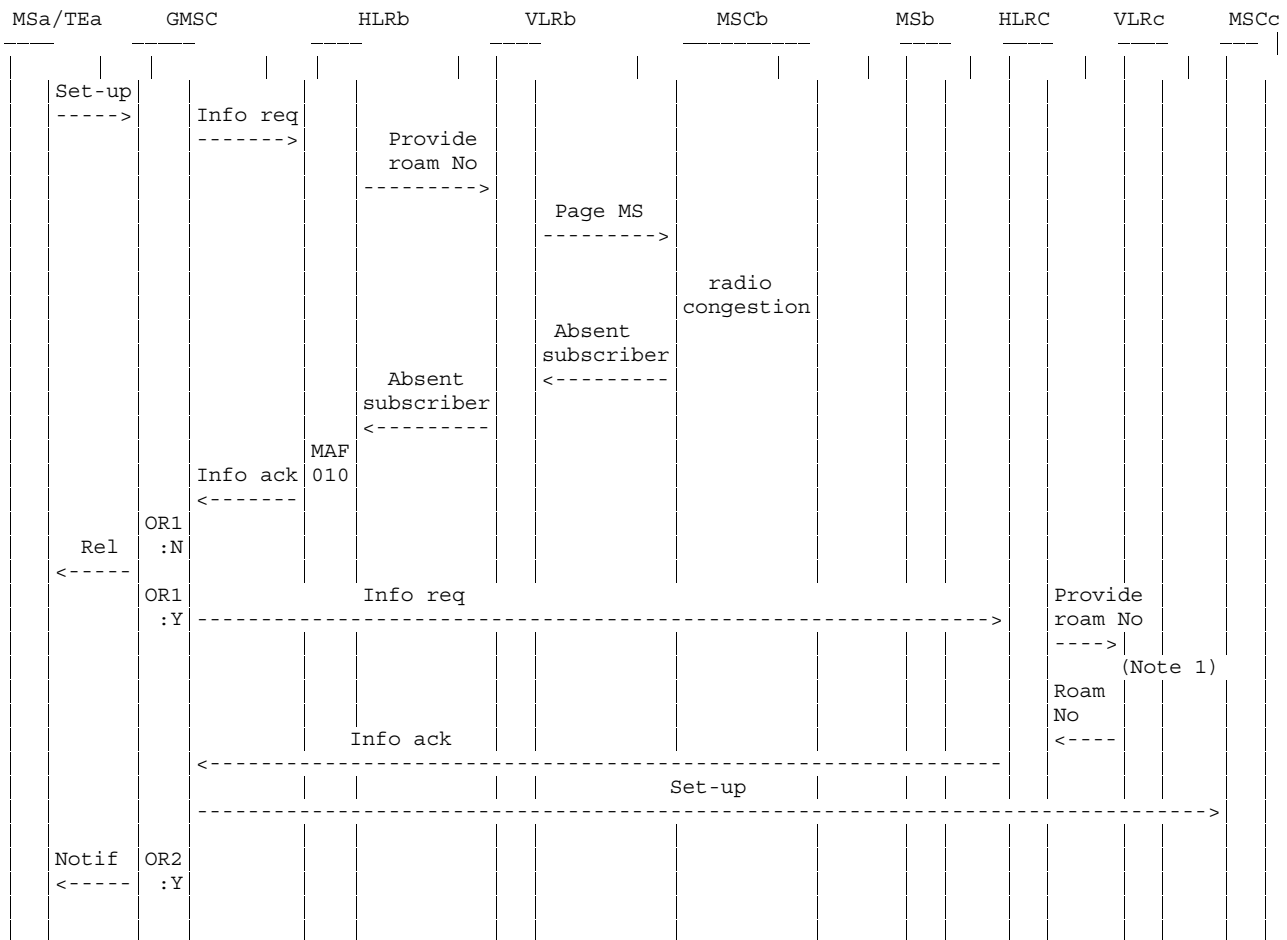 MSa/TEa GMSC HLRb VLRb MSCb MSb HLRC VLRc MSCc
Set-up
-----> Info req
-------> Provide
roam No
--------->
Page MS
--------->
radio
congestion
Absent
subscriber
Absent <---------
subscriber
<---------
MAF
Info ack 010
<-------
OR1
Rel :N
<-----
OR1 Info req Provide
:Y -------------------------------------------------------------> roam No
---->
(Note 1)
Roam
No
Info ack <----
<-------------------------------------------------------------
Set-up
------------------------------------------------------------------------------>
Notif OR2
<----- :Y